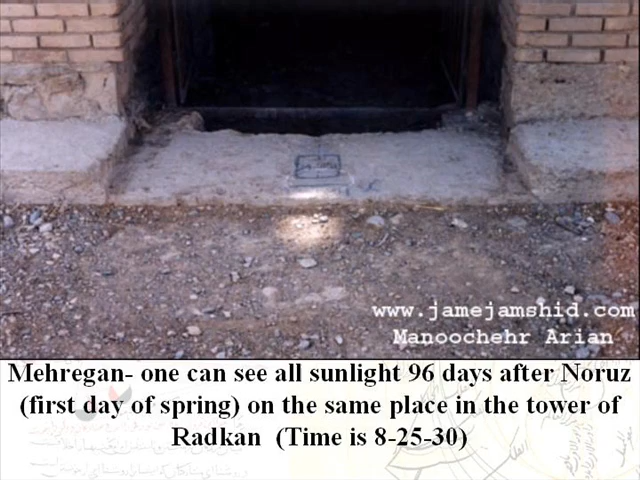 www.jamejamshid.com
Manoochehr Arian
Mehregan- one can see all sunlight 96 days after Noruz
(first day of spring) on the same place in the tower of
Radkan (Time is 8-25-30)